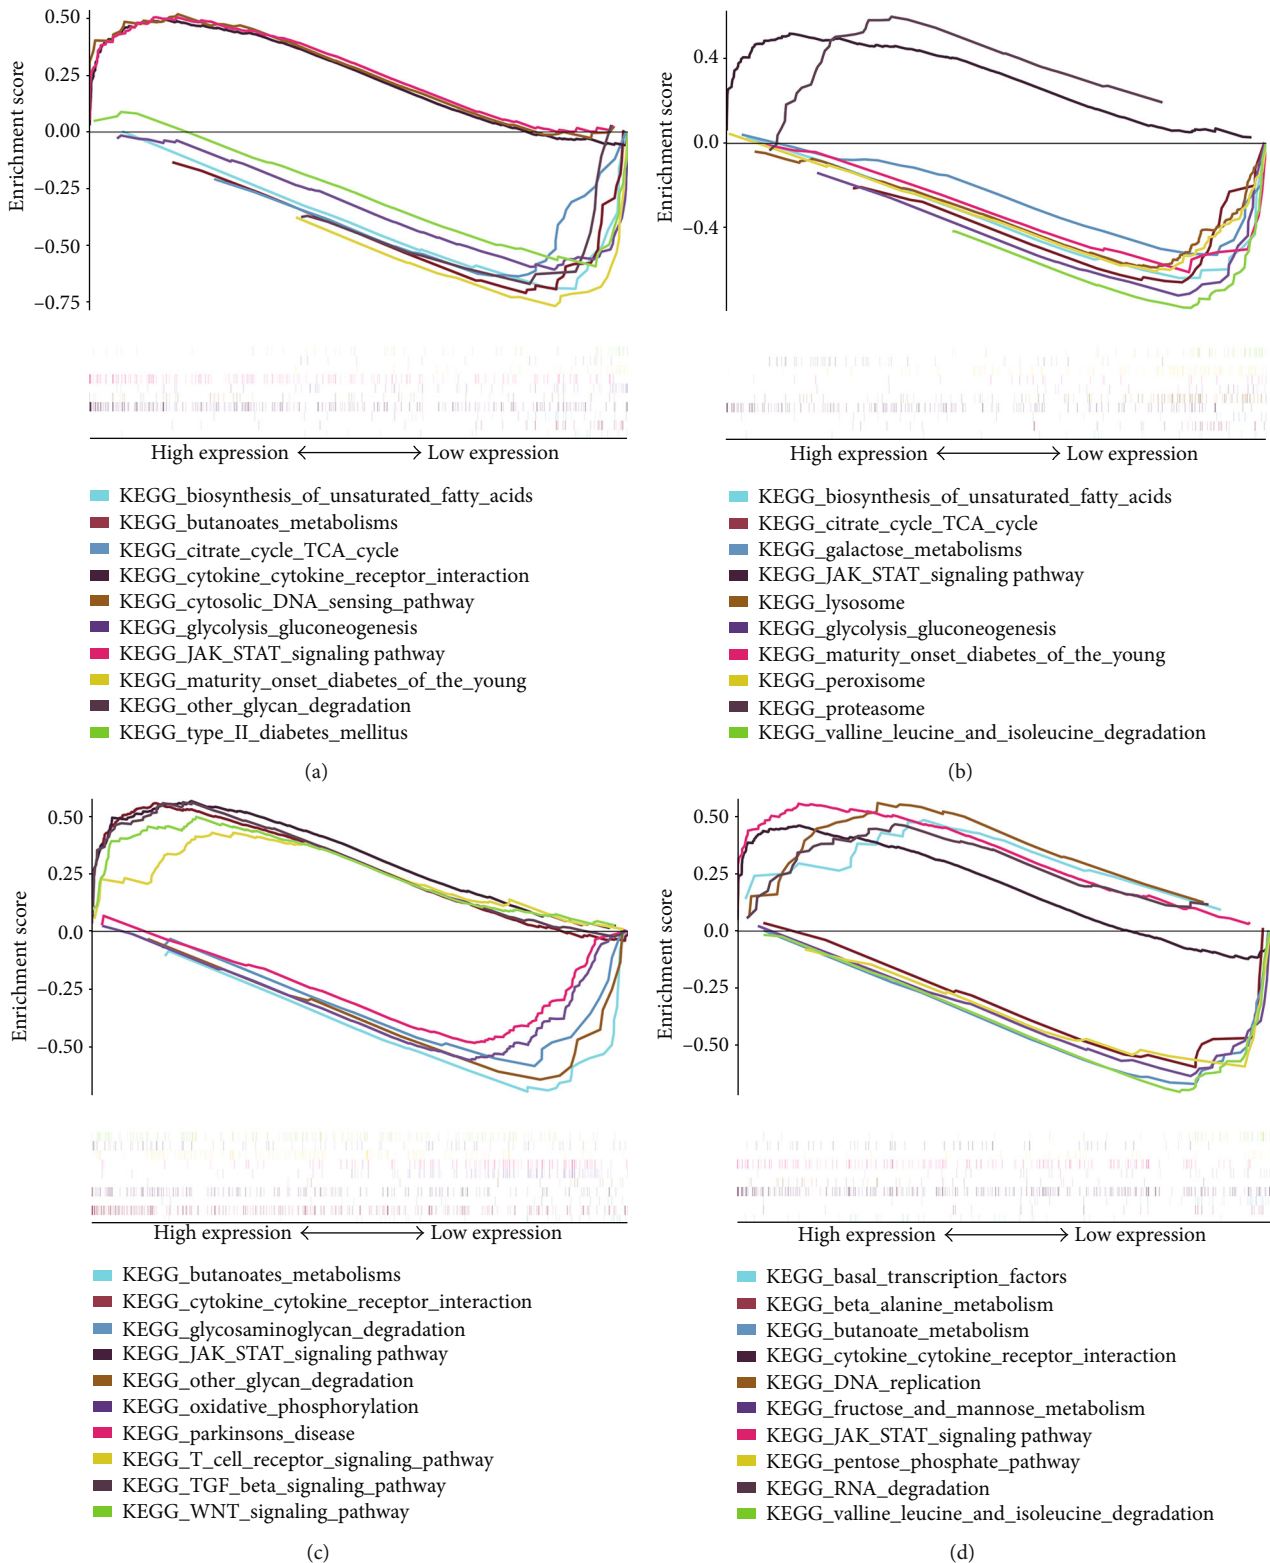 Enrichment score
0.50
0.25
0.00
−0.25
−0.50
−0.75
High expression Low expression
KEGG_biosynthesis_of_unsaturated_fatty_acids
KEGG_butanoates_metabolisms
KEGG_citrate_cycle_TCA_cycle
KEGG_cytokine_cytokine_receptor_interaction
KEGG_cytosolic_DNA_sensing_pathway
KEGG_glycolysis_gluconeogenesis
KEGG_JAK_STAT_signaling pathway
KEGG_maturity_onset_diabetes_of_the_young
KEGG_other_glycan_degradation
KEGG_type_II_diabetes_mellitus
(a)
Enrichment score
0.4
0.0
−0.4
High expression Low expression
KEGG_biosynthesis_of_unsaturated_fatty_acids
KEGG_citrate_cycle_TCA_cycle
KEGG_galactose_metabolisms
KEGG_JAK_STAT_signaling pathway
KEGG_lysosome
KEGG_glycolysis_gluconeogenesis
KEGG_maturity_onset_diabetes_of_the_young
KEGG_peroxisome
KEGG_proteasome
KEGG_valline_leucine_and_isoleucine_degradation
(b)
Enrichment score
0.50
0.25
0.0
−0.25
−0.50
High expression Low expression
KEGG_butanoates_metabolisms
KEGG_cytokine_cytokine_receptor_interaction
KEGG_glycosaminoglycan_degradation
KEGG_JAK_STAT_signaling pathway
KEGG_other_glycan_degradation
KEGG_oxidative_phosphorylation
KEGG_parkinsons_disease
KEGG_T_cell_receptor_signaling_pathway
KEGG_TGF_beta_signaling_pathway
KEGG_WNT_signaling_pathway
(c)
Enrichment score
0.50
0.25
0.0
−0.25
−0.50
High expression Low expression
KEGG_basal_transcription_factors
KEGG_beta_alanine_metabolism
KEGG_butanoate_metabolism
KEGG_cytokine_cytokine_receptor_interaction
KEGG_DNA_replication
KEGG_fructose_and_mannose_metabolism
KEGG_JAK_STAT_signaling pathway
KEGG_pentose_phosphate_pathway
KEGG_RNA_degradation
KEGG_valline_leucine_and_isoleucine_degradation
(d)